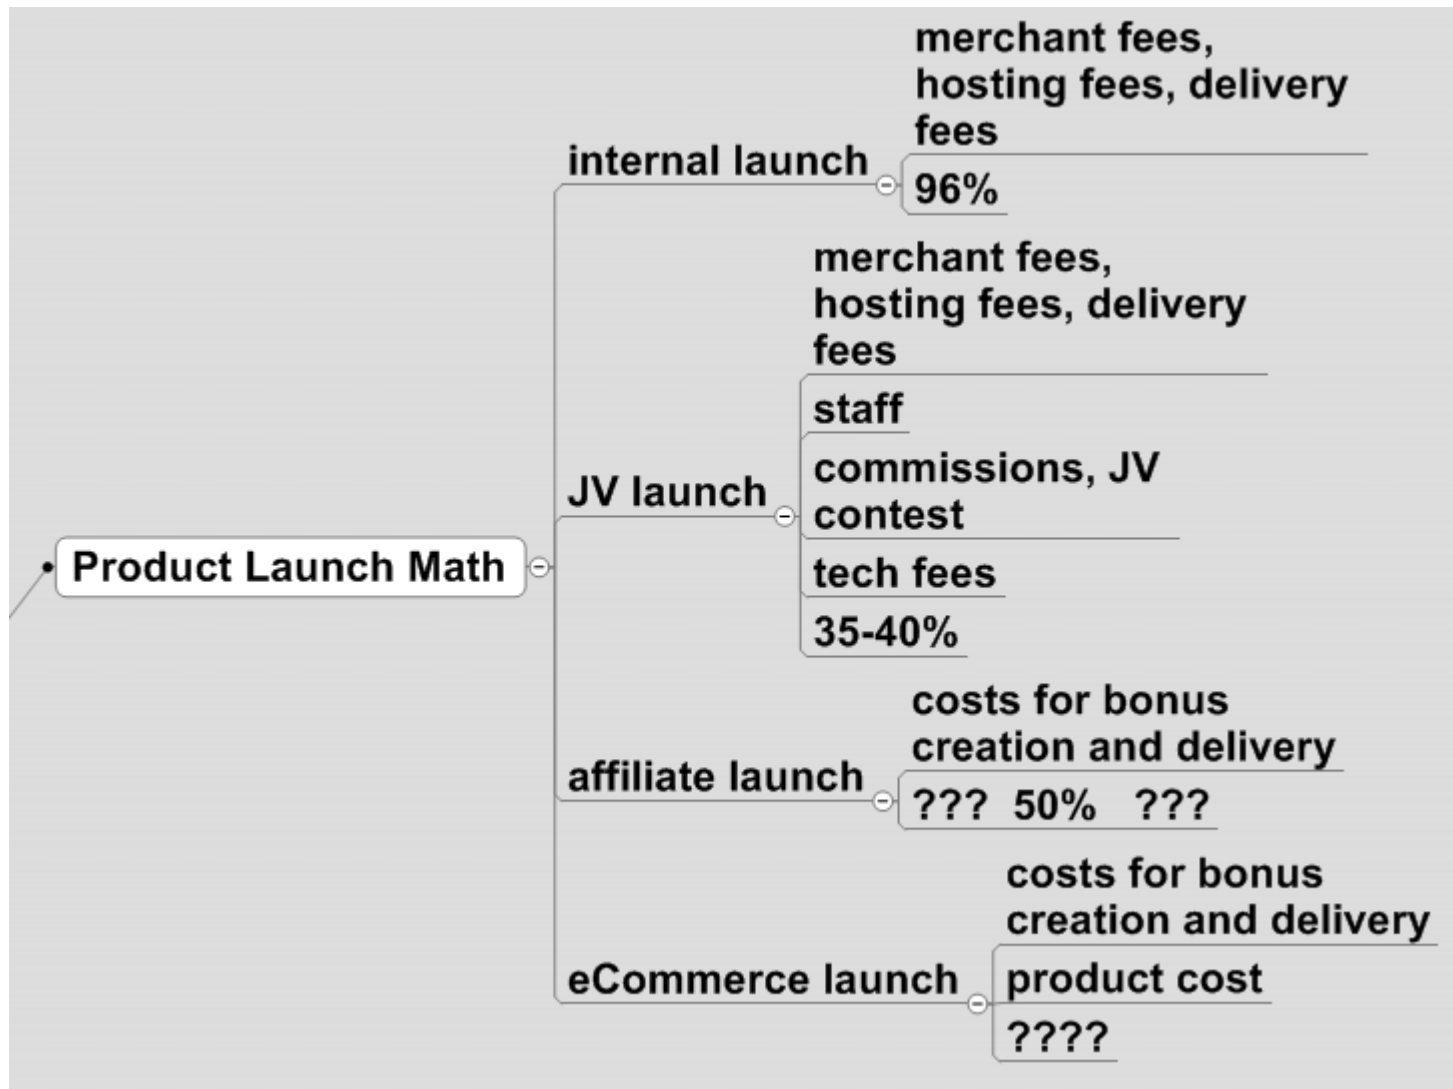 merchant fees,
hosting fees, delivery
fees
internal launch
96%
merchant fees,
hosting fees, delivery
fees
staff
commissions, JV
contest
JV launch
tech fees
35-40%
Product Launch Math
costs for bonus
creation and delivery
affiliate launch
??? 50% ???
costs for bonus
creation and delivery
eCommerce launch
product cost
????